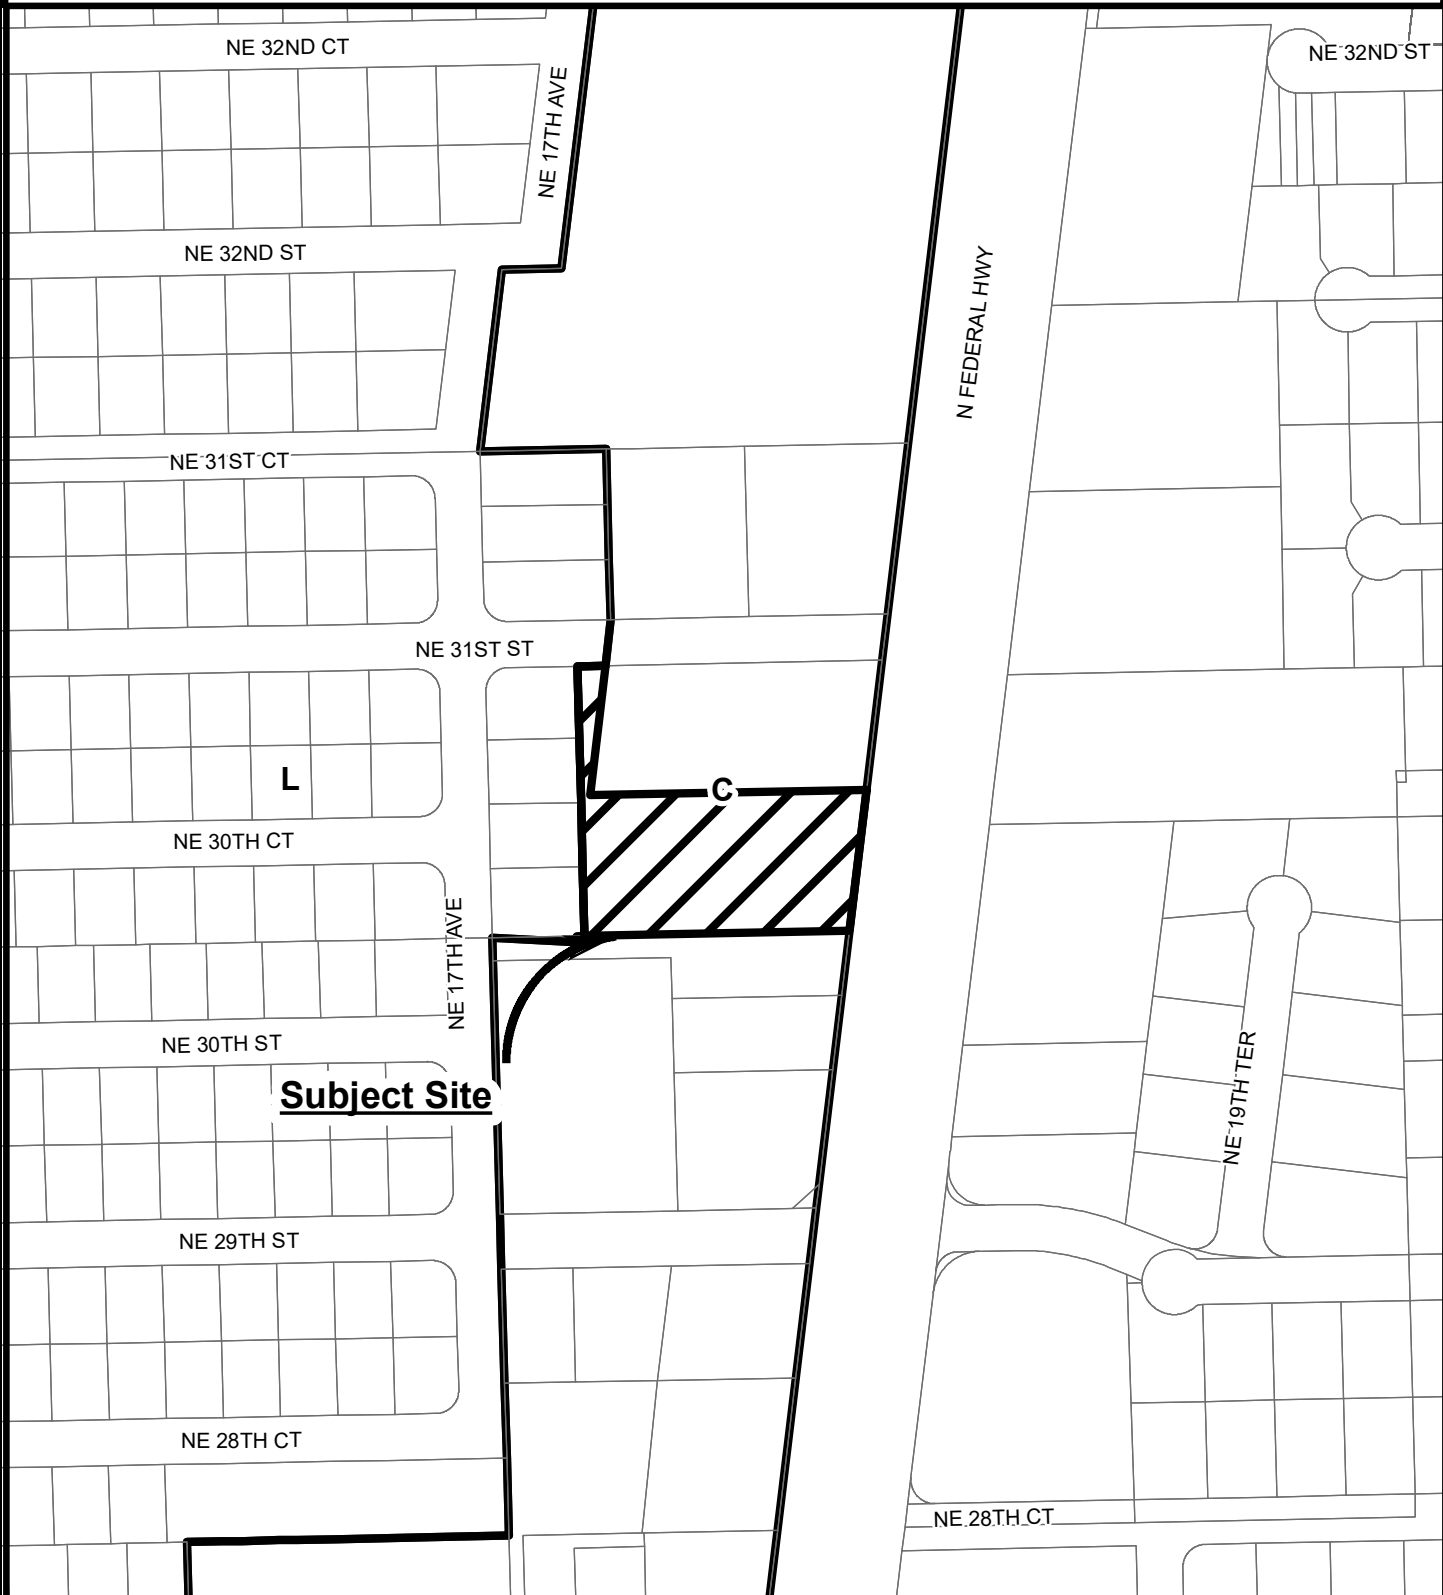 NE 32ND CT
NE 32ND ST
NE 17TH AVE
NE 32ND ST
N FEDERAL HWY
NE 31ST CT
NE 31ST ST
L
C
NE 30TH CT
NE 17TH AVE
NE 30TH ST
Subject Site
NE 19TH TER
NE 29TH ST
NE 28TH CT
NE 28TH CT